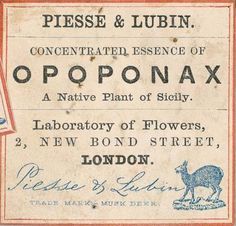 PIESSE & LUBIN.
CONCENTRATED ESSENCE OF
OPOPONAX
A Native Plant of Sicily.
Laboratory of Flowers,
2, NEW BOND STREET,
LONDON.
Piesse & Lubin
TRADE MARK, MUSK DEER.